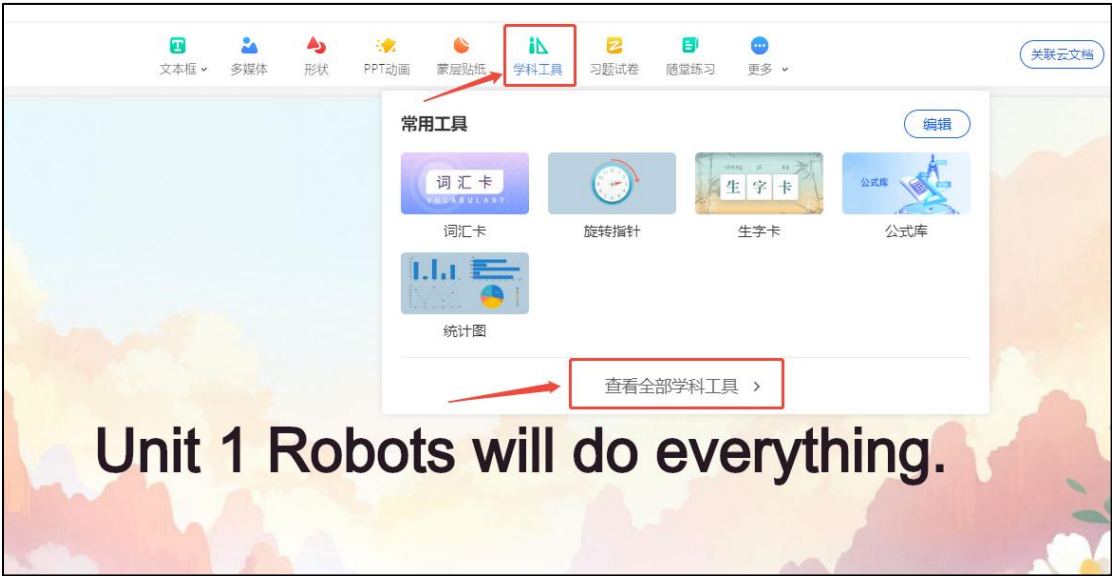 文本框 多媒体 形状 PPT动画 蒙层贴纸 学科工具 习题试卷 随堂练习 更多 关联云文档
常用工具 编辑
词汇卡 生字卡 公式库
VOCABULARY
词汇卡 旋转指针 生字卡 公式库
统计图
查看全部学科工具 >
Unit 1 Robots will do everything.